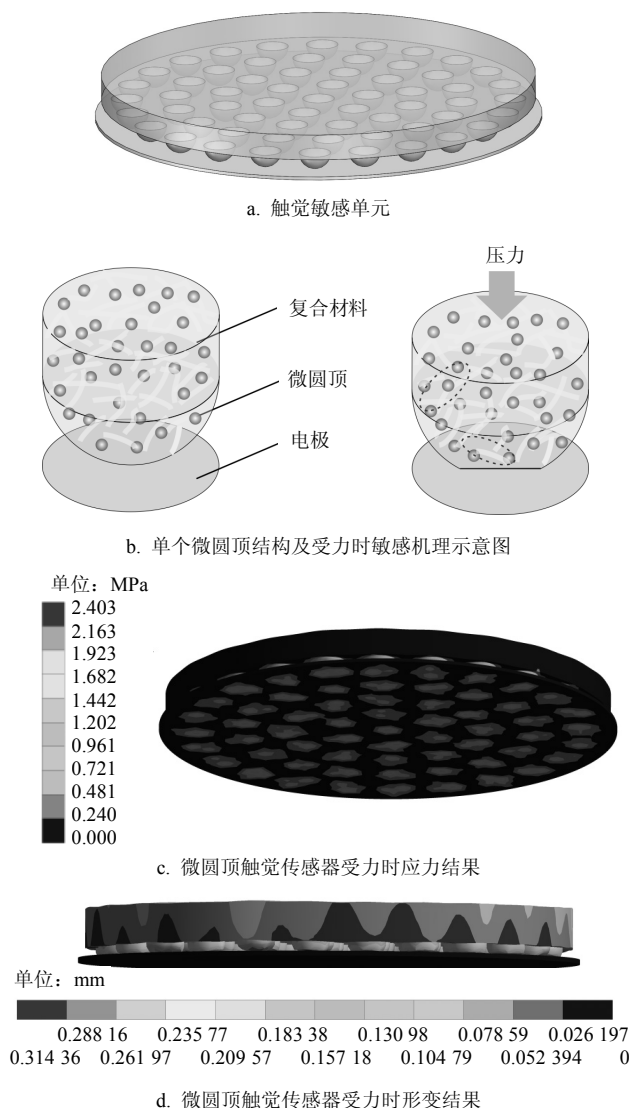 a. 触觉敏感单元
压力
复合材料
微圆顶
电极
b. 单个微圆顶结构及受力时敏感机理示意图
单位：MPa
2.403
2.163
1.923
1.682
1.442
1.202
0.961
0.721
0.481
0.240
0.000
c. 微圆顶触觉传感器受力时应力结果
单位：mm
0.288 16 0.235 77 0.183 38 0.130 98 0.078 59 0.026 197
0.314 36 0.261 97 0.209 57 0.157 18 0.104 79 0.052 394 0
d. 微圆顶触觉传感器受力时形变结果